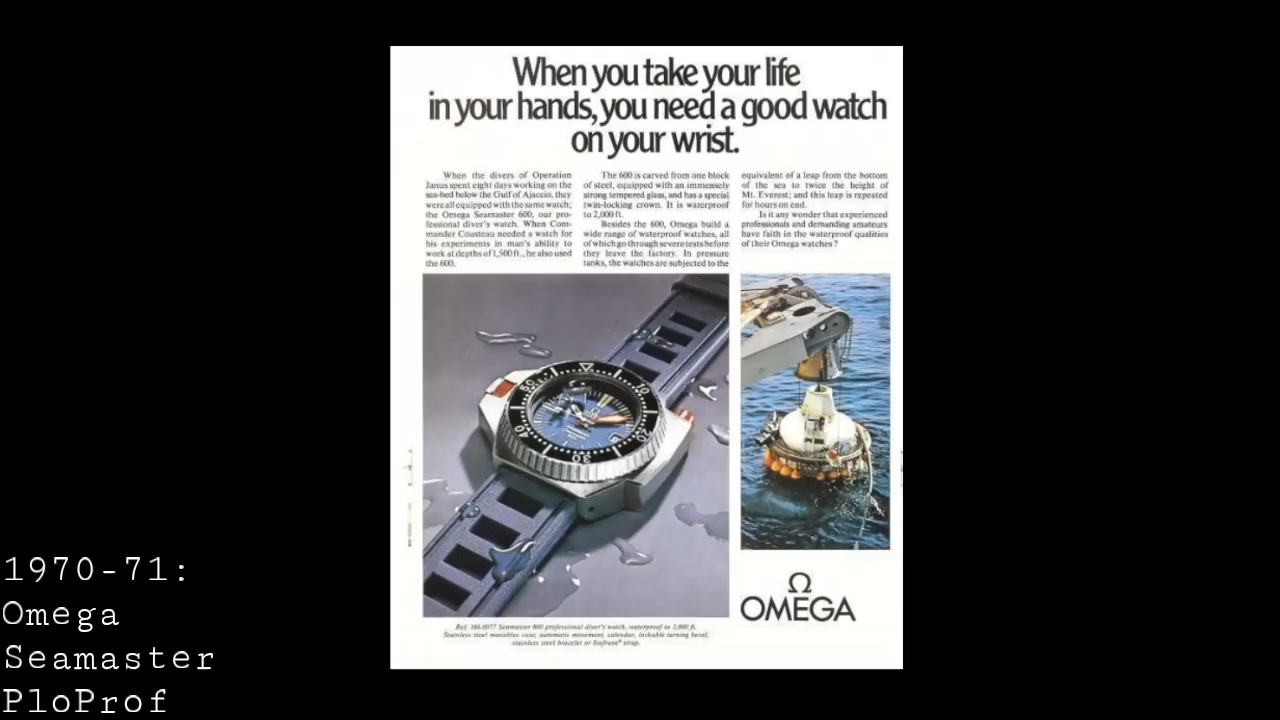 When you take your life
in your hands, you need a good watch
on your wrist.
When the divers of Operation
Janus spent eight days working on the
sea-bed below the Gulf of Ajaccio, they
were all equipped with the same watch;
the Omega Seamaster 600, our pro-
fessional diver's watch. When Com-
mander Cousteau needed a watch for
his experiments in man's ability to
work at depths of 1,500 ft., he also used
the 600.
The 600 is carved from one block
of steel, equipped with an immensely
strong tempered glass, and has a special
twin-locking crown. It is waterproof
to 2,000 ft.
Besides the 600, Omega build a
wide range of waterproof watches, all
of which go through severe tests before
they leave the factory. In pressure
tanks, the watches are subjected to the
equivalent of a leap from the bottom
of the sea to twice the height of
Mt. Everest; and this leap is repeated
for hours on end.
Is it any wonder that experienced
professionals and demanding amateurs
have faith in the waterproof qualities
of their Omega watches?
50
10
20
30
40
Ω
OMEGA
Ref. 166.0077 Seamaster 600 professional diver's watch, waterproof to 2,000 ft.
Stainless steel monobloc case, automatic movement, calendar, lockable turning bezel,
stainless steel bracelet or Isofrane® strap.
1970-71:
Omega
Seamaster
PloProf